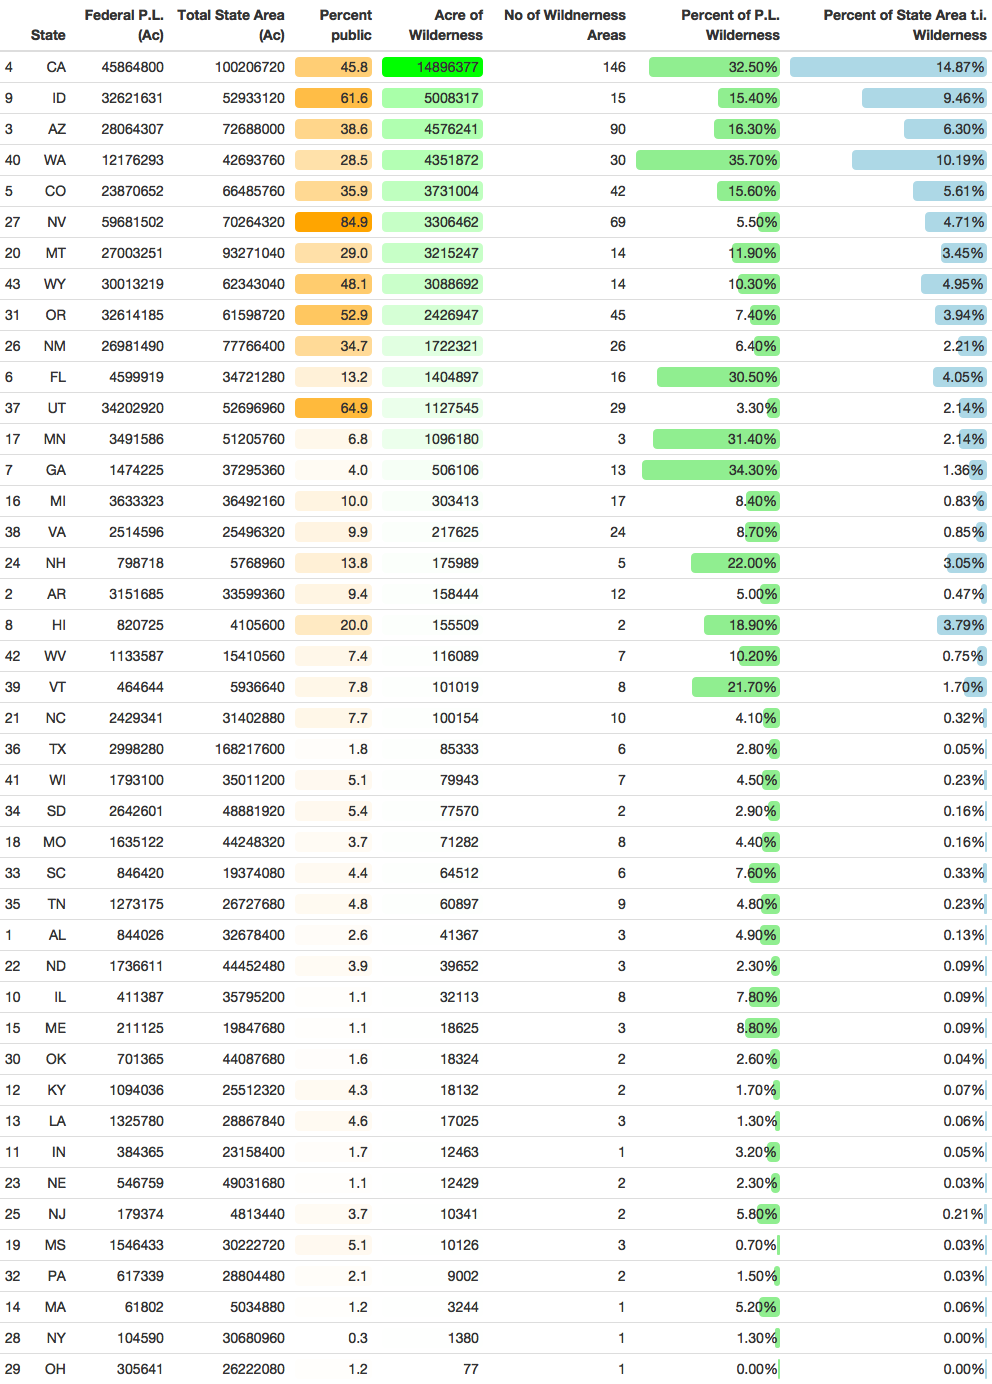 Federal P.L. Total State Area Percent Acre of No of Wildnerness Percent of P.L. Percent of State Area t.i.
State (Ac) (Ac) public Wilderness Areas Wilderness Wilderness
4 CA 45864800 100206720 45.8 14896377 146 32.50% 14.87%
9 ID 32621631 52933120 61.6 5008317 15 15.40% 9.46%
3 AZ 28064307 72688000 38.6 4576241 90 16.30% 6.30%
40 WA 12176293 42693760 28.5 4351872 30 35.70% 10.19%
5 CO 23870652 66485760 35.9 3731004 42 15.60% 5.61%
27 NV 59681502 70264320 84.9 3306462 69 5.50% 4.71%
20 MT 27003251 93271040 29.0 3215247 14 11.90% 3.45%
43 WY 30013219 62343040 48.1 3088692 14 10.30% 4.95%
31 OR 32614185 61598720 52.9 2426947 45 7.40% 3.94%
26 NM 26981490 77766400 34.7 1722321 26 6.40% 2.21%
6 FL 4599919 34721280 13.2 1404897 16 30.50% 4.05%
37 UT 34202920 52696960 64.9 1127545 29 3.30% 2.14%
17 MN 3491586 51205760 6.8 1096180 3 31.40% 2.14%
7 GA 1474225 37295360 4.0 506106 13 34.30% 1.36%
16 MI 3633323 36492160 10.0 303413 17 8.40% 0.83%
38 VA 2514596 25496320 9.9 217625 24 8.70% 0.85%
24 NH 798718 5768960 13.8 175989 5 22.00% 3.05%
2 AR 3151685 33599360 9.4 158444 12 5.00% 0.47%
8 HI 820725 4105600 20.0 155509 2 18.90% 3.79%
42 WV 1133587 15410560 7.4 116089 7 10.20% 0.75%
39 VT 464644 5936640 7.8 101019 8 21.70% 1.70%
21 NC 2429341 31402880 7.7 100154 10 4.10% 0.32%
36 TX 2998280 168217600 1.8 85333 6 2.80% 0.05%
41 WI 1793100 35011200 5.1 79943 7 4.50% 0.23%
34 SD 2642601 48881920 5.4 77570 2 2.90% 0.16%
18 MO 1635122 44248320 3.7 71282 8 4.40% 0.16%
33 SC 846420 19374080 4.4 64512 6 7.60% 0.33%
35 TN 1273175 26727680 4.8 60897 9 4.80% 0.23%
1 AL 844026 32678400 2.6 41367 3 4.90% 0.13%
22 ND 1736611 44452480 3.9 39652 3 2.30% 0.09%
10 IL 411387 35795200 1.1 32113 8 7.80% 0.09%
15 ME 211125 19847680 1.1 18625 3 8.80% 0.09%
30 OK 701365 44087680 1.6 18324 2 2.60% 0.04%
12 KY 1094036 25512320 4.3 18132 2 1.70% 0.07%
13 LA 1325780 28867840 4.6 17025 3 1.30% 0.06%
11 IN 384365 23158400 1.7 12463 1 3.20% 0.05%
23 NE 546759 49031680 1.1 12429 2 2.30% 0.03%
25 NJ 179374 4813440 3.7 10341 2 5.80% 0.21%
19 MS 1546433 30222720 5.1 10126 3 0.70% 0.03%
32 PA 617339 28804480 2.1 9002 2 1.50% 0.03%
14 MA 61802 5034880 1.2 3244 1 5.20% 0.06%
28 NY 104590 30680960 0.3 1380 1 1.30% 0.00%
29 OH 305641 26222080 1.2 77 1 0.00% 0.00%